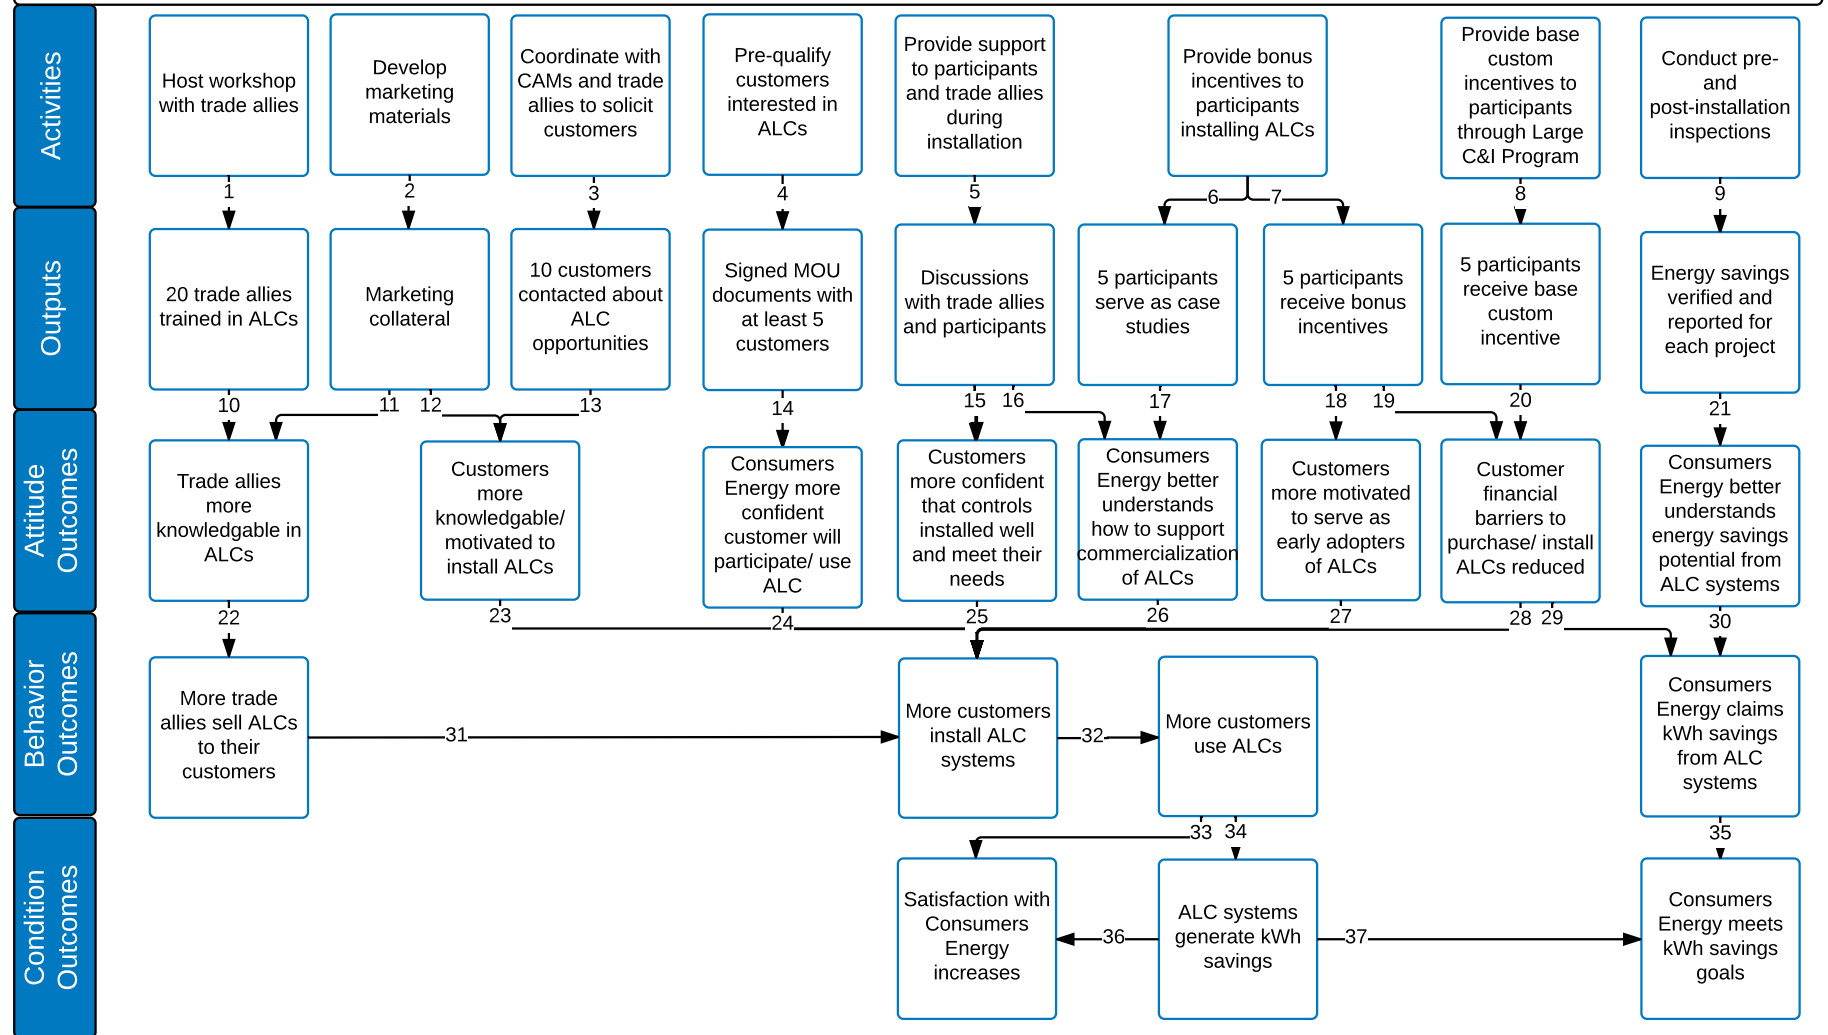 Activities
Host workshop
with trade allies
Develop
marketing
materials
Coordinate with
CAMs and trade
allies to solicit
customers
Pre-qualify
customers
interested in
ALCs
Provide support
to participants
and trade allies
during
installation
Provide bonus
incentives to
participants
installing ALCs
Provide base
custom
incentives to
participants
through Large
C&I Program
Conduct pre-
and
post-installation
inspections
1
2
3
4
5
6
7
8
9
Outputs
20 trade allies
trained in ALCs
Marketing
collateral
10 customers
contacted about
ALC
opportunities
Signed MOU
documents with
at least 5
customers
Discussions
with trade allies
and participants
5 participants
serve as case
studies
5 participants
receive bonus
incentives
5 participants
receive base
custom
incentive
Energy savings
verified and
reported for
each project
10
11
12
13
14
15
16
17
18
19
20
21
Attitude
Outcomes
Trade allies
more
knowledgable in
ALCs
Customers
more
knowledgable/
motivated to
install ALCs
Consumers
Energy more
confident
customer will
participate/ use
ALC
Customers
more confident
that controls
installed well
and meet their
needs
Consumers
Energy better
understands
how to support
commercialization
of ALCs
Customers
more motivated
to serve as
early adopters
of ALCs
Customer
financial
barriers to
purchase/ install
ALCs reduced
Consumers
Energy better
understands
energy savings
potential from
ALC systems
22
23
24
25
26
27
28
29
30
Behavior
Outcomes
More trade
allies sell ALCs
to their
customers
31
More customers
install ALC
systems
32
More customers
use ALCs
Consumers
Energy claims
kWh savings
from ALC
systems
33
34
35
Condition
Outcomes
Satisfaction with
Consumers
Energy
increases
36
ALC systems
generate kWh
savings
37
Consumers
Energy meets
kWh savings
goals